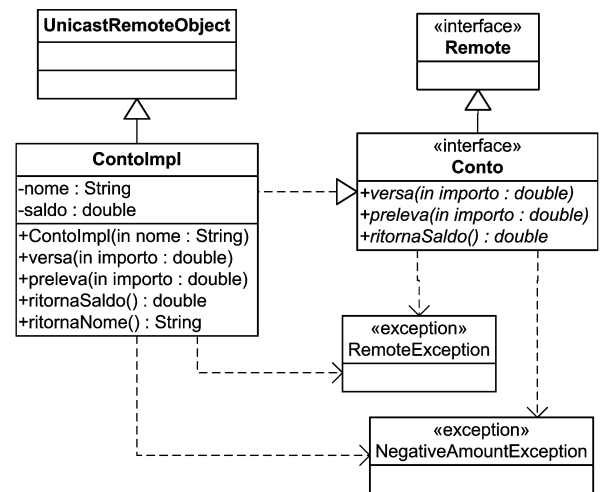 UnicastRemoteObject
«interface»
Remote
ContoImpl
-nome : String
-saldo : double
+ContoImpl(in nome : String)
+versa(in importo : double)
+preleva(in importo : double)
+ritornaSaldo() : double
+ritornaNome() : String
«interface»
Conto
+versa(in importo : double)
+preleva(in importo : double)
+ritornaSaldo() : double
«exception»
RemoteException
«exception»
NegativeAmountException